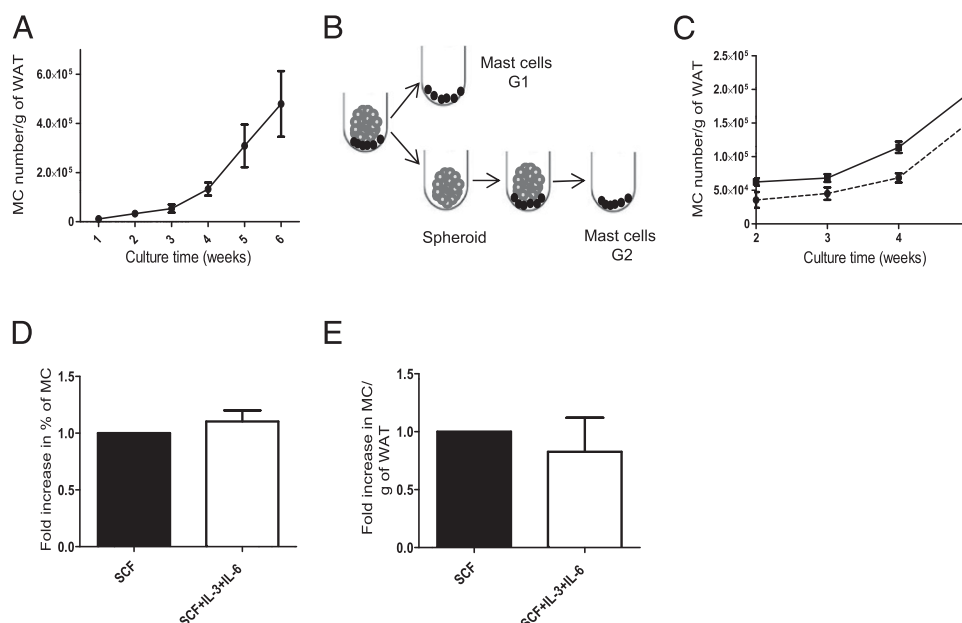 A
MC number/g of WAT
6.0×10⁵
4.0×10⁵
2.0×10⁵
0
1 2 3 4 5 6
Culture time (weeks)
B
Mast cells
G1
Spheroid
Mast cells
G2
C
MC number/g of WAT
2.5×10⁵
2.0×10⁵
1.5×10⁵
1.0×10⁵
5.0×10⁴
0
2 3 4
Culture time (weeks)
D
Fold increase in % of MC
1.5
1.0
0.5
0.0
SCF
SCF+IL-3+IL-6
E
Fold increase in MC/
g of WAT
1.5
1.0
0.5
0.0
SCF
SCF+IL-3+IL-6